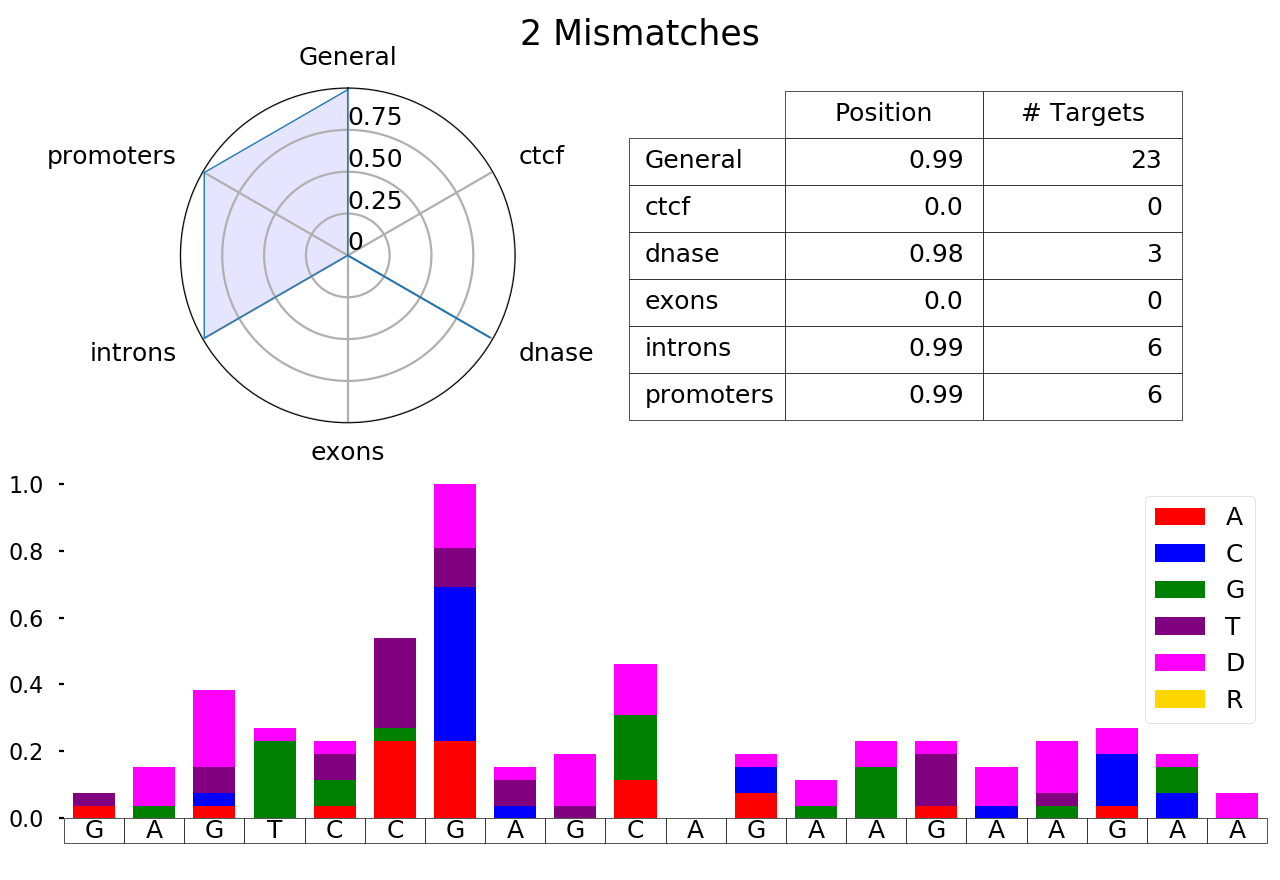 2 Mismatches
General
promoters
ctcf
introns
dnase
exons
0.75
0.50
0.25
0
Position # Targets
General 0.99 23
ctcf 0.0 0
dnase 0.98 3
exons 0.0 0
introns 0.99 6
promoters 0.99 6
1.0
0.8
0.6
0.4
0.2
0.0
A
C
G
T
D
R
G A G T C C G A G C A G A A G A A G A A